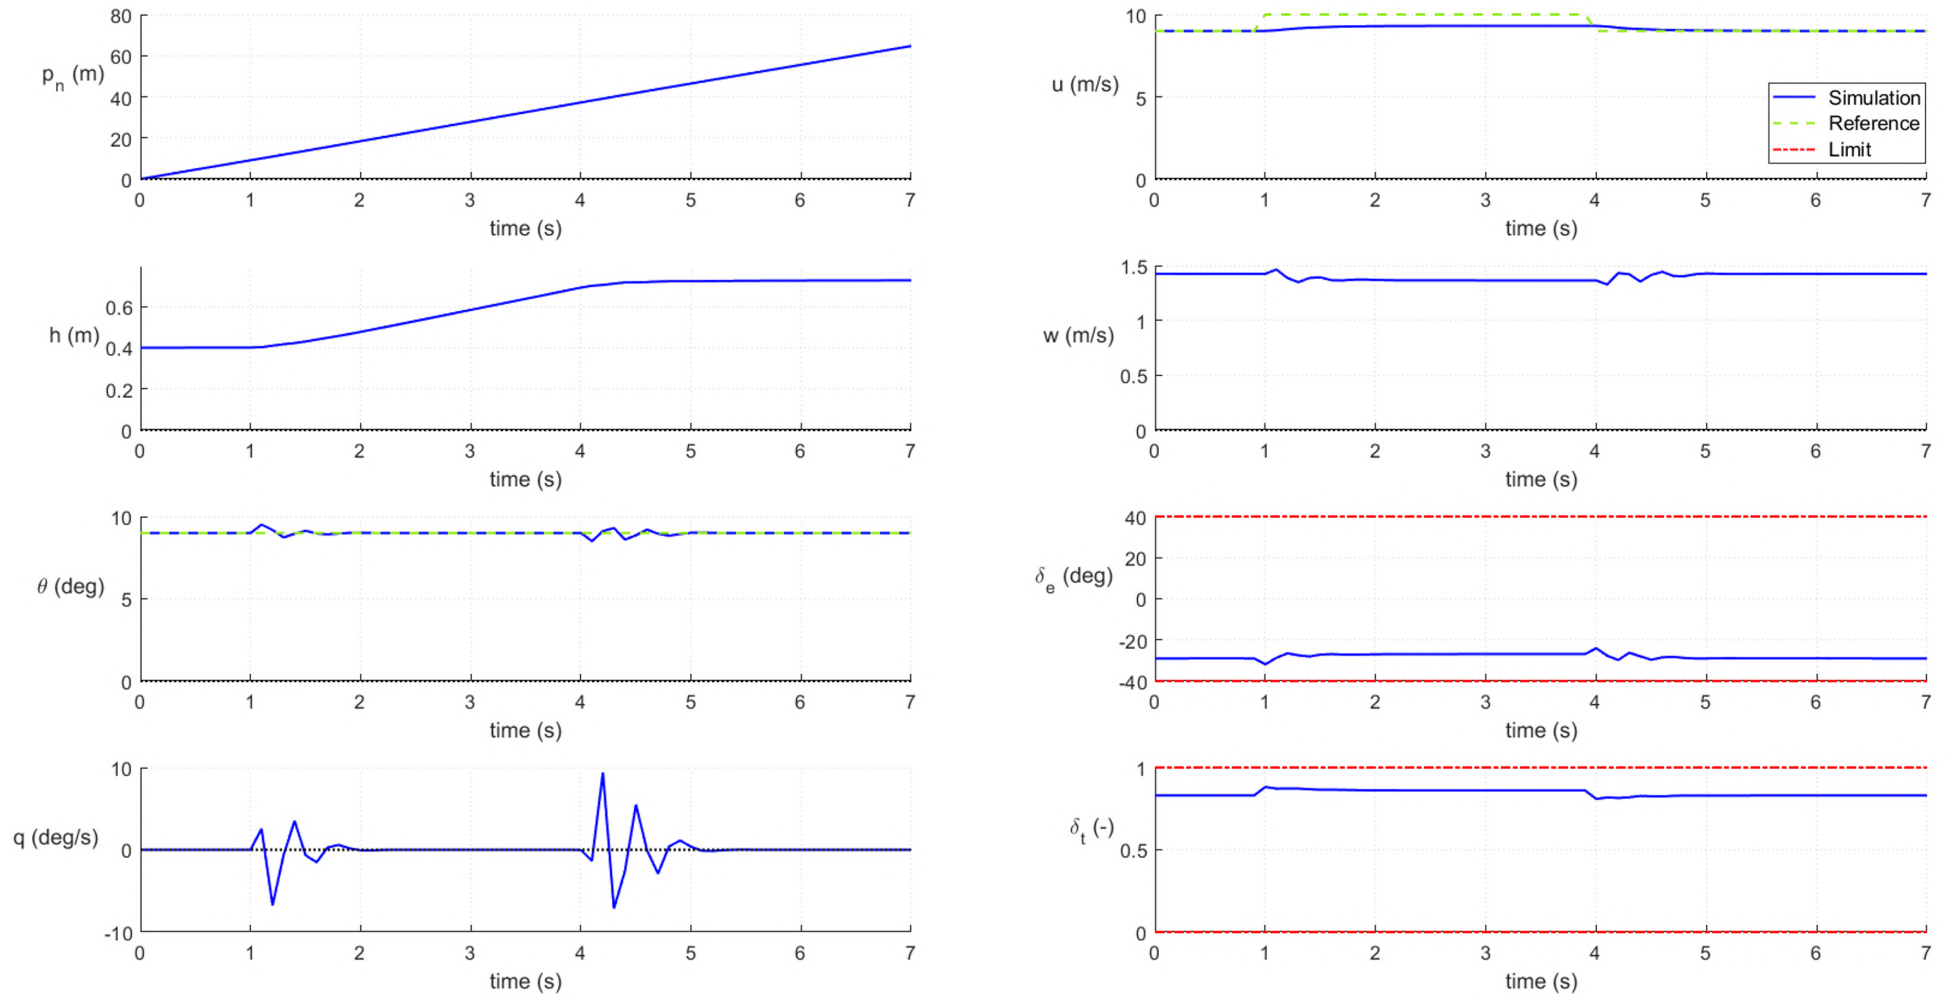 80
60
40
20
0
p_n (m)
0 1 2 3 4 5 6 7
time (s)
10
5
0
u (m/s)
Simulation
Reference
Limit
0 1 2 3 4 5 6 7
time (s)
0.6
0.4
0.2
0
h (m)
0 1 2 3 4 5 6 7
time (s)
1.5
1
0.5
0
w (m/s)
0 1 2 3 4 5 6 7
time (s)
10
5
0
θ (deg)
0 1 2 3 4 5 6 7
time (s)
40
20
0
-20
-40
δ_e (deg)
0 1 2 3 4 5 6 7
time (s)
10
0
-10
q (deg/s)
0 1 2 3 4 5 6 7
time (s)
1
0.5
0
δ_t (-)
0 1 2 3 4 5 6 7
time (s)